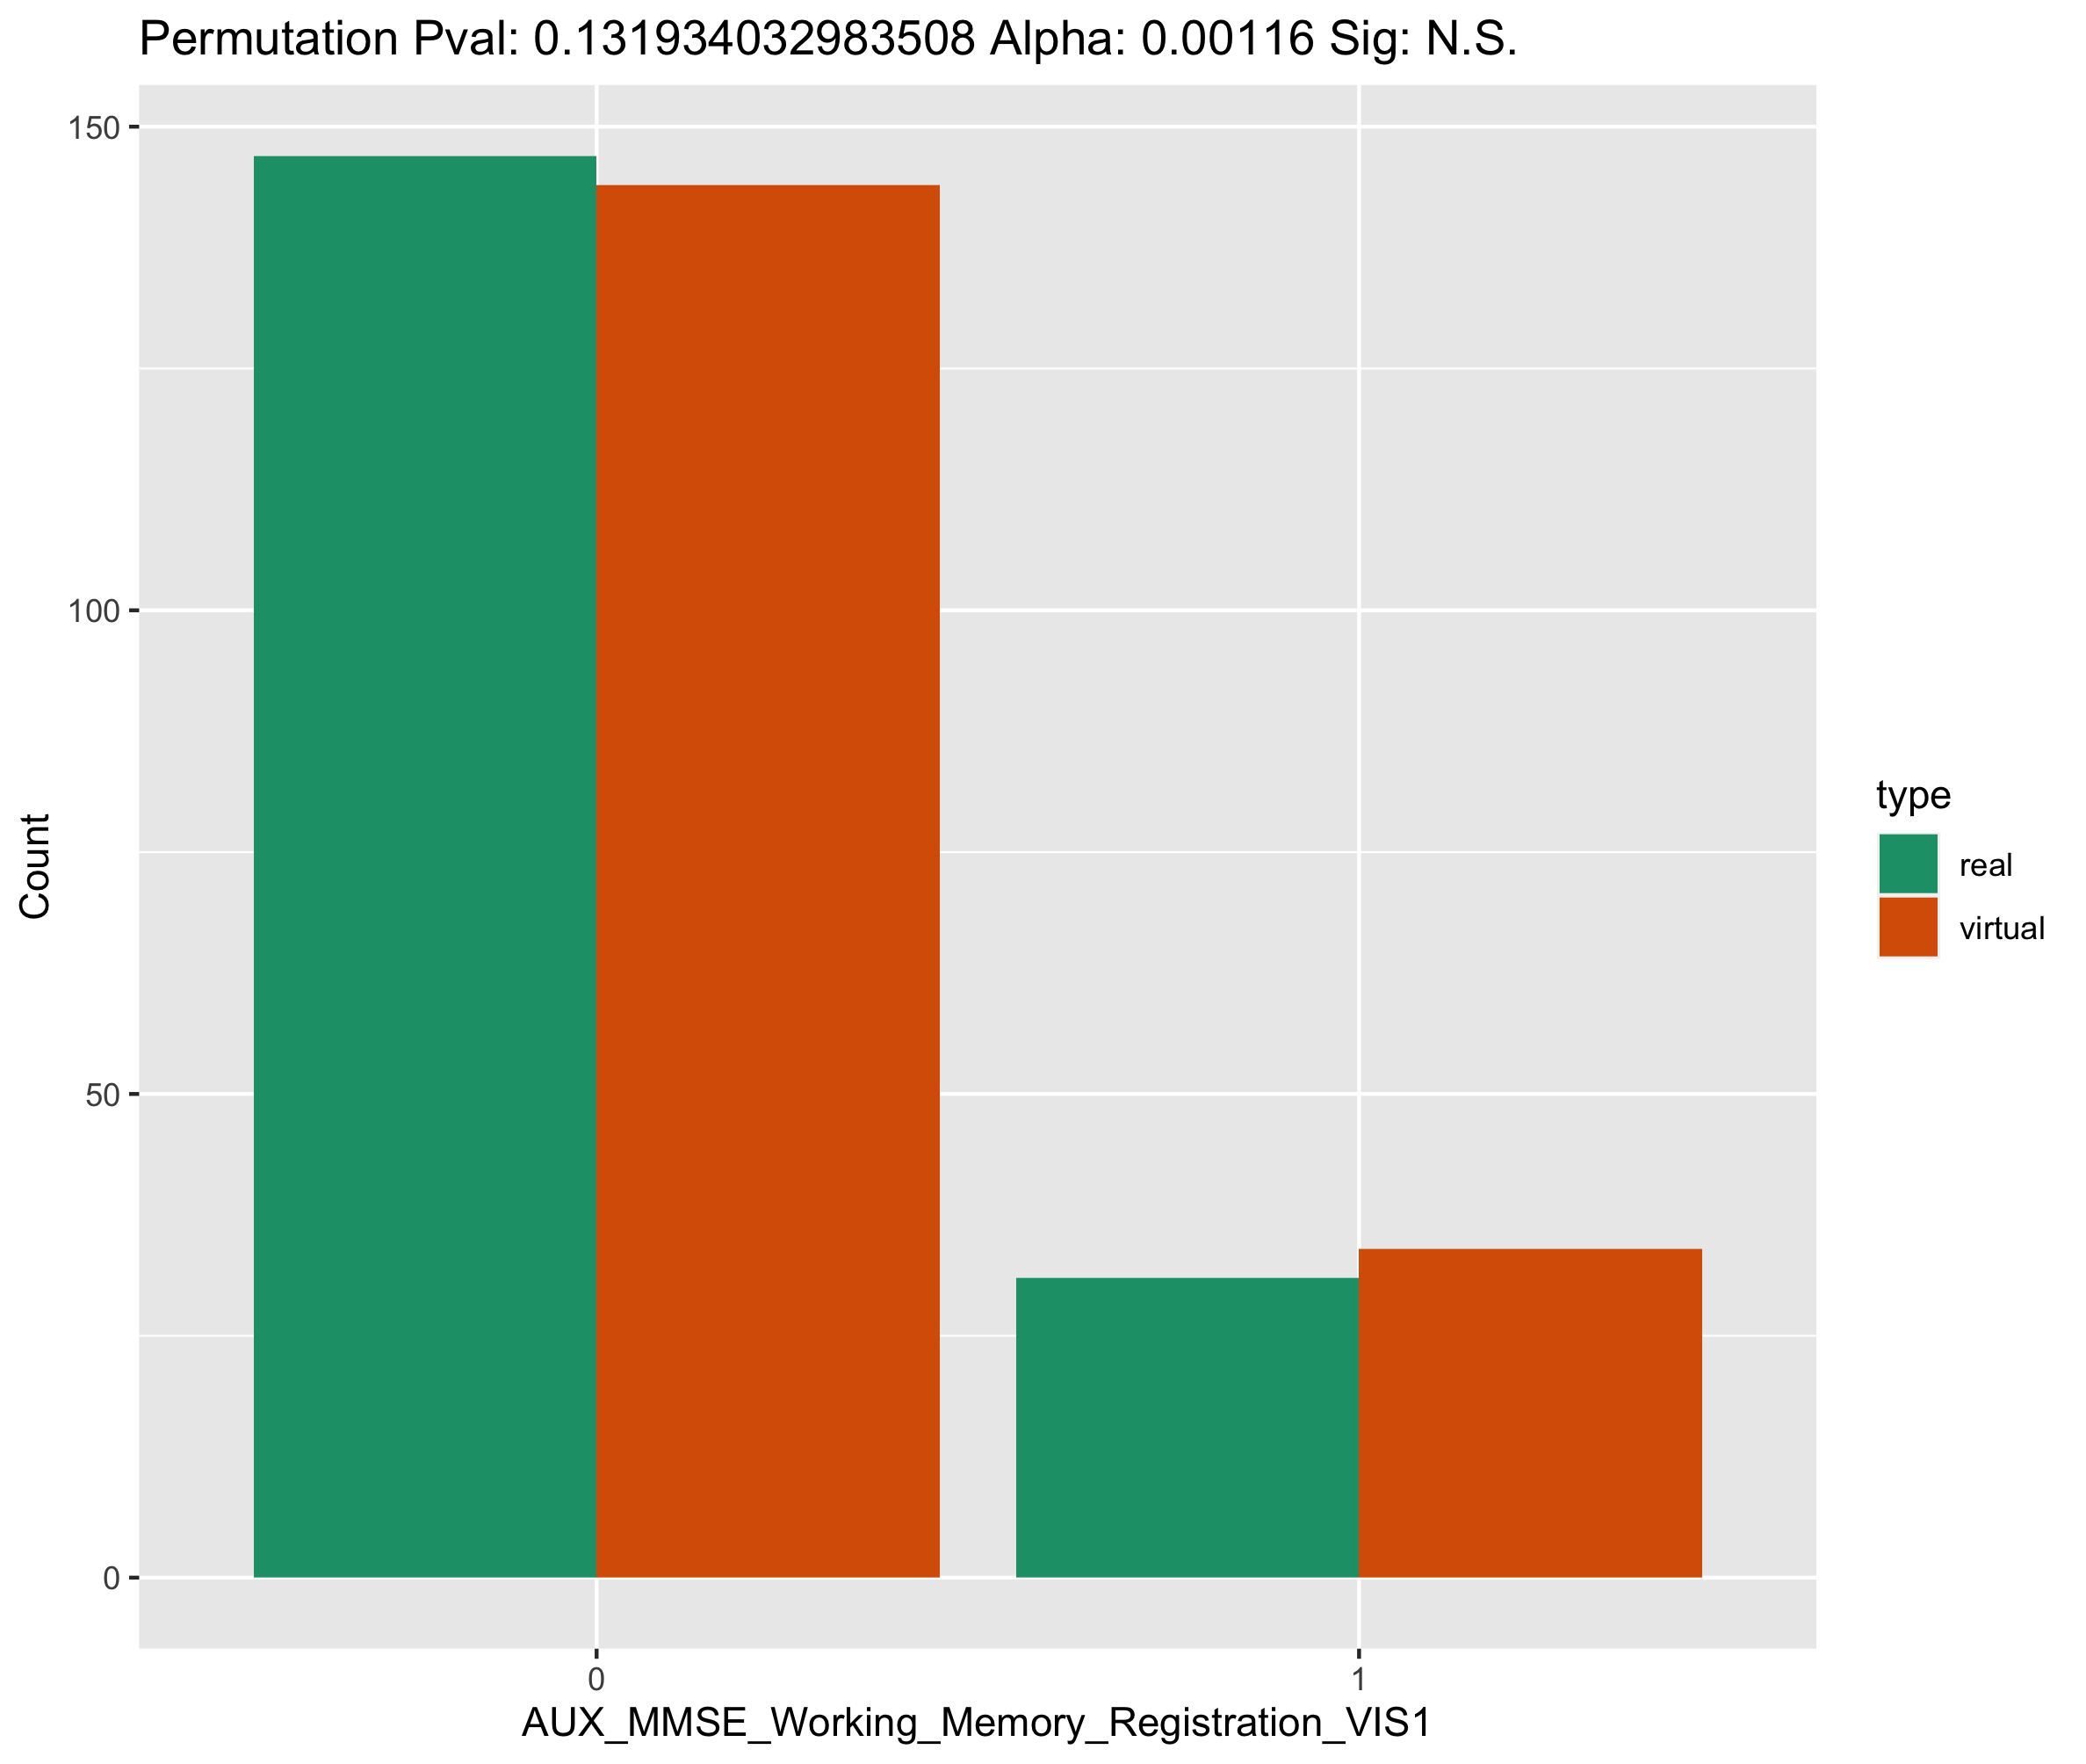 Permutation Pval: 0.131934032983508 Alpha: 0.00116 Sig: N.S.
150
100
50
0
Count
0
1
AUX_MMSE_Working_Memory_Registration_VIS1
type
real
virtual